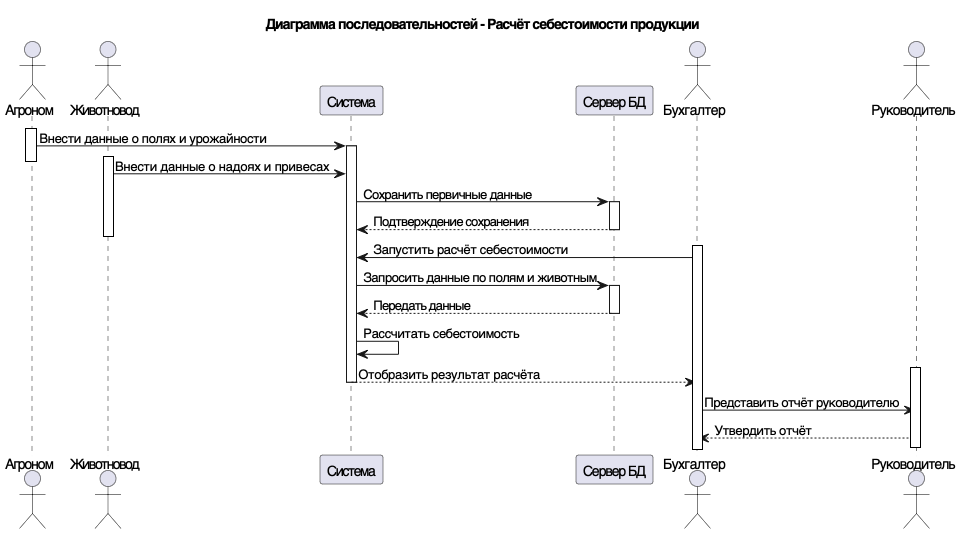 Диаграмма последовательностей - Расчёт себестоимости продукции
Агроном
Животновод
Система
Сервер БД
Бухгалтер
Руководитель
Внести данные о полях и урожайности
Внести данные о надоях и привесах
Сохранить первичные данные
Подтверждение сохранения
Запустить расчёт себестоимости
Запросить данные по полям и животным
Передать данные
Рассчитать себестоимость
Отобразить результат расчёта
Представить отчёт руководителю
Утвердить отчёт
Агроном
Животновод
Система
Сервер БД
Бухгалтер
Руководитель